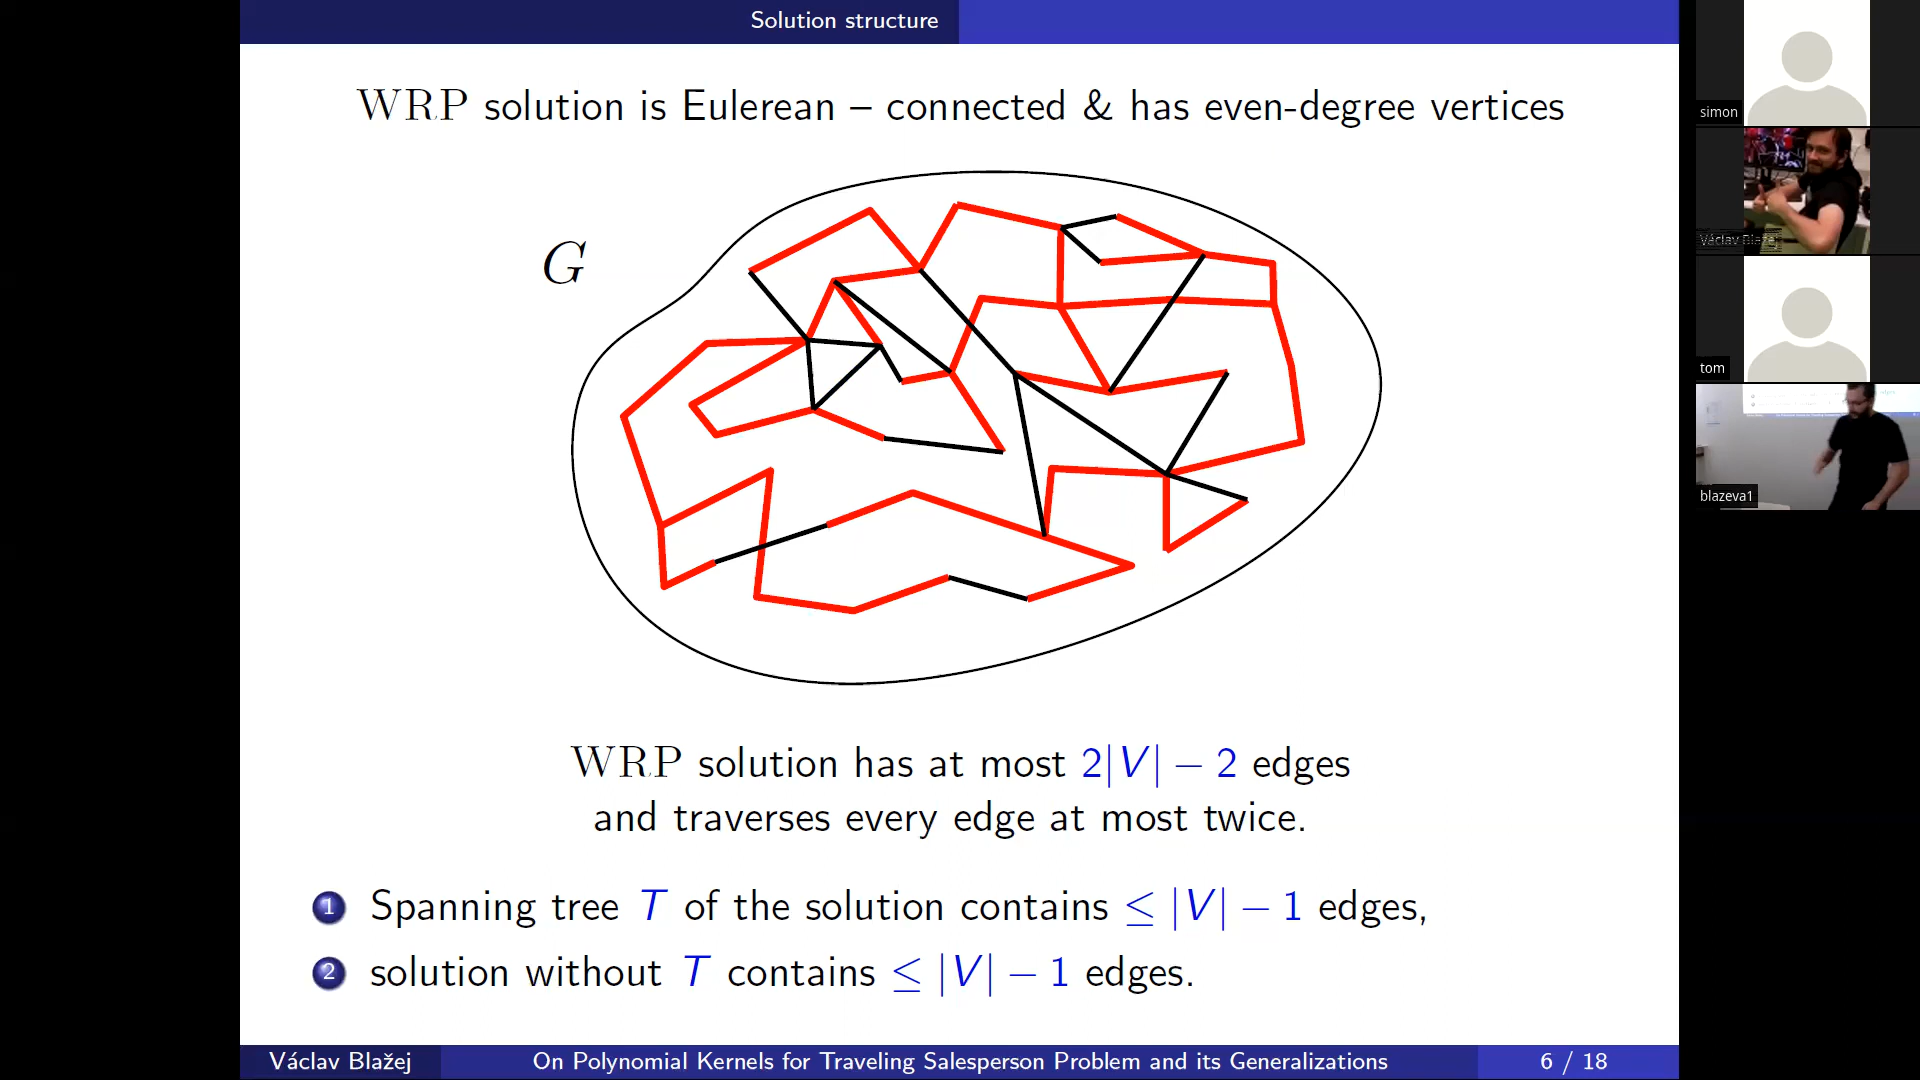 Solution structure
WRP solution is Eulerean – connected & has even-degree vertices
G
WRP solution has at most 2|V| − 2 edges
and traverses every edge at most twice.
1 Spanning tree T of the solution contains ≤ |V| − 1 edges,
2 solution without T contains ≤ |V| − 1 edges.
Václav Blažej
On Polynomial Kernels for Traveling Salesperson Problem and its Generalizations
6 / 18
simon
Václav Blažej
tom
blazeva1